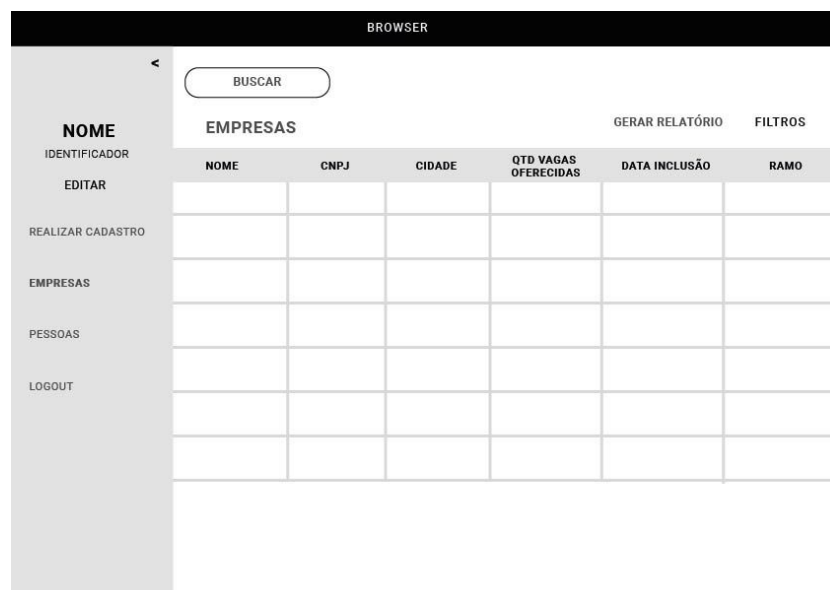 BROWSER
<
NOME
IDENTIFICADOR
EDITAR
REALIZAR CADASTRO
EMPRESAS
PESSOAS
LOGOUT
BUSCAR
EMPRESAS
GERAR RELATÓRIO FILTROS
NOME CNPJ CIDADE QTD VAGAS OFERECIDAS DATA INCLUSÃO RAMO